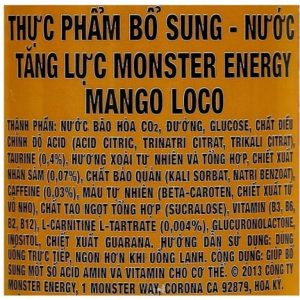 THỰC PHẨM BỔ SUNG - NƯỚC
TĂNG LỰC MONSTER ENERGY
MANGO LOCO
THÀNH PHẦN: NƯỚC BÃO HÒA CO₂, ĐƯỜNG, GLUCOSE, CHẤT ĐIỀU
CHỈNH ĐỘ ACID (ACID CITRIC, TRINATRI CITRAT, TRIKALI CITRAT),
TAURINE (0,4%), HƯƠNG XOÀI TỰ NHIÊN VÀ TỔNG HỢP, CHIẾT XUẤT
NHÂN SÂM (0,07%), CHẤT BẢO QUẢN (KALI SORBAT, NATRI BENZOAT),
CAFFEINE (0,03%), MÀU TỰ NHIÊN (BETA-CAROTEN, CHIẾT XUẤT TỪ
VỎ NHO), CHẤT TẠO NGỌT TỔNG HỢP (SUCRALOSE), VITAMIN (B3, B6,
B2, B12), L-CARNITINE L-TARTRATE (0,004%), GLUCURONOLACTONE,
INOSITOL, CHIẾT XUẤT GUARANA. HƯỚNG DẪN SỬ DỤNG: DÙNG
UỐNG TRỰC TIẾP, NGON HƠN KHI UỐNG LẠNH. CÔNG DỤNG: GIÚP BỔ
SUNG MỘT SỐ ACID AMIN VÀ VITAMIN CHO CƠ THỂ. © 2013 CÔNG TY
MONSTER ENERGY, 1 MONSTER WAY, CORONA CA 92879, HOA KỲ.